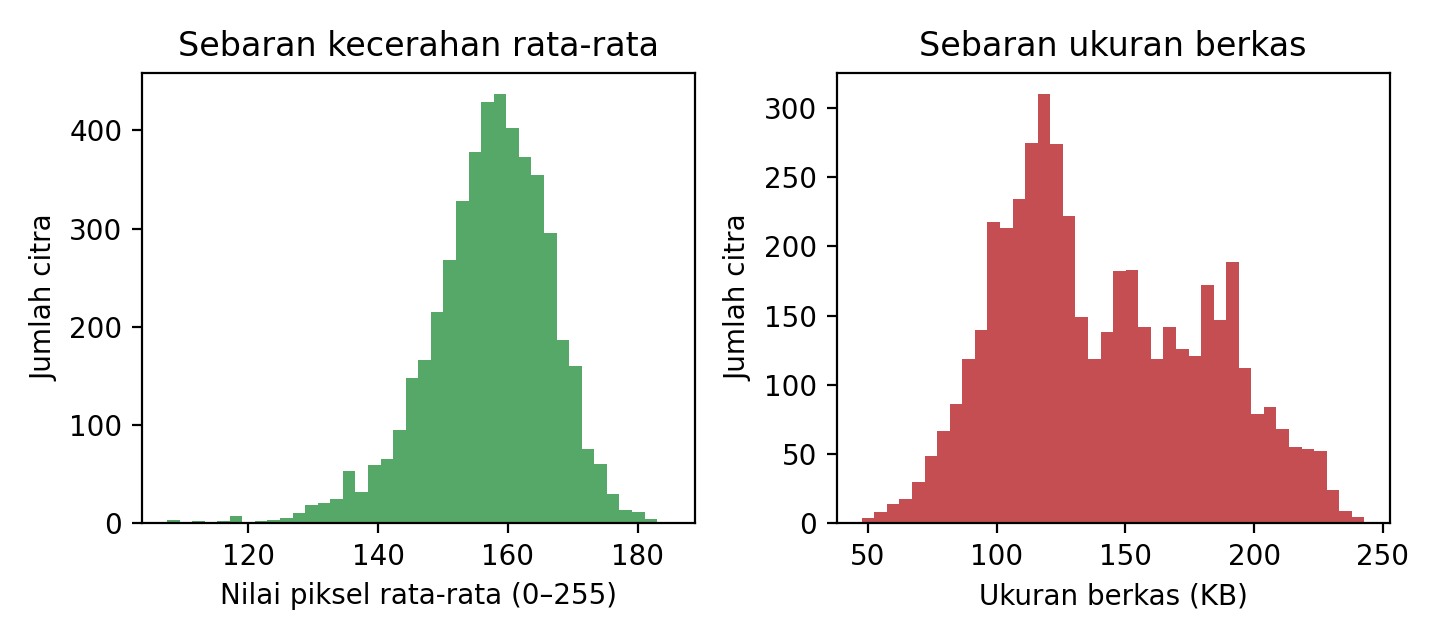 Sebaran kecerahan rata-rata
Jumlah citra
400
300
200
100
0
120 140 160 180
Nilai piksel rata-rata (0–255)
Sebaran ukuran berkas
Jumlah citra
300
250
200
150
100
50
0
50 100 150 200 250
Ukuran berkas (KB)